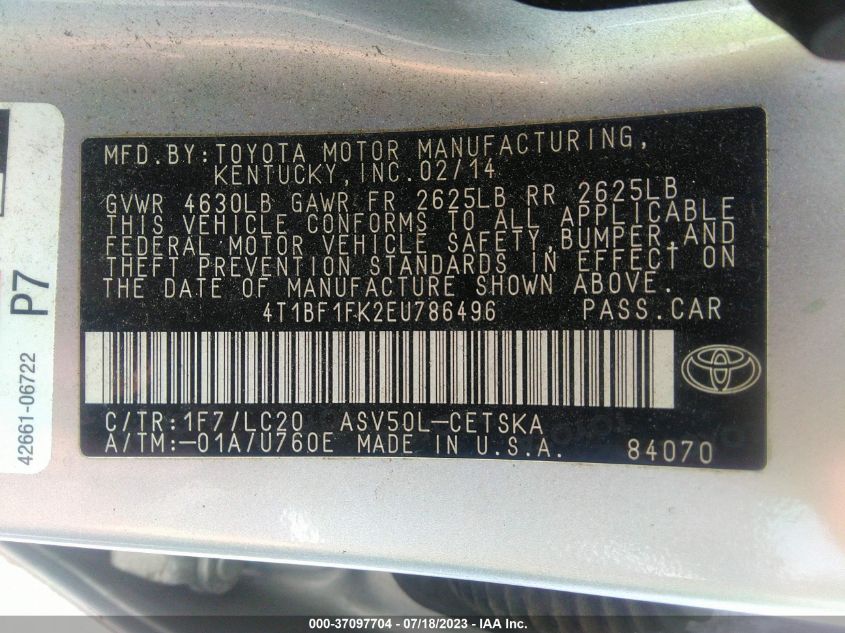 MFD.BY:TOYOTA MOTOR MANUFACTURING,
KENTUCKY,INC.02/14
GVWR 4630LB GAWR FR 2625LB RR 2625LB
THIS VEHICLE CONFORMS TO ALL APPLICABLE
FEDERAL MOTOR VEHICLE SAFETY,BUMPER,AND
THEFT PREVENTION STANDARDS IN EFFECT ON
THE DATE OF MANUFACTURE SHOWN ABOVE.
4T1BF1FK2EU786496 PASS.CAR
C/TR:1F7/LC20 ASV50L-CETSKA
A/TM:-01A/U760E MADE IN U.S.A. 84070
42661-06722 P7
000-37097704 | 07/18/2023 - © IAA Inc.